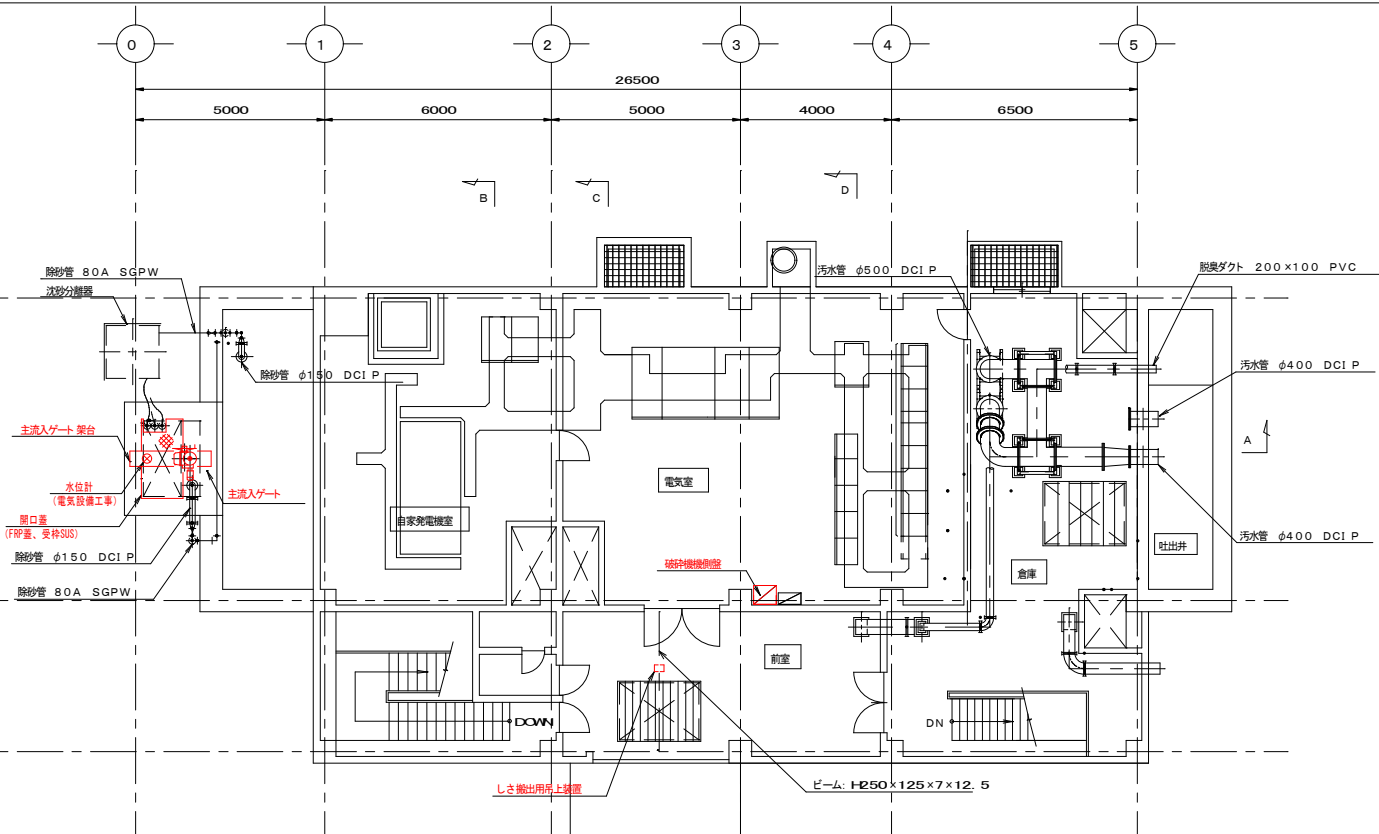 0
1
2
3
4
5
26500
5000
6000
5000
4000
6500
B
C
D
除砂管 80A SGPW
沈砂分離器
汚水管 φ500 DCIP
脱臭ダクト 200×100 PVC
除砂管 φ150 DCIP
汚水管 φ400 DCIP
主流入ゲート 架台
A
水位計
(電気設備工事)
主流入ゲート
電気室
開口蓋
(FRP蓋、受枠SUS)
自家発電機室
除砂管 φ150 DCIP
汚水管 φ400 DCIP
吐出井
破砕機機側盤
倉庫
除砂管 80A SGPW
前室
DOWN
DN
しさ搬出用吊上装置
ビーム: H250×125×7×12.5